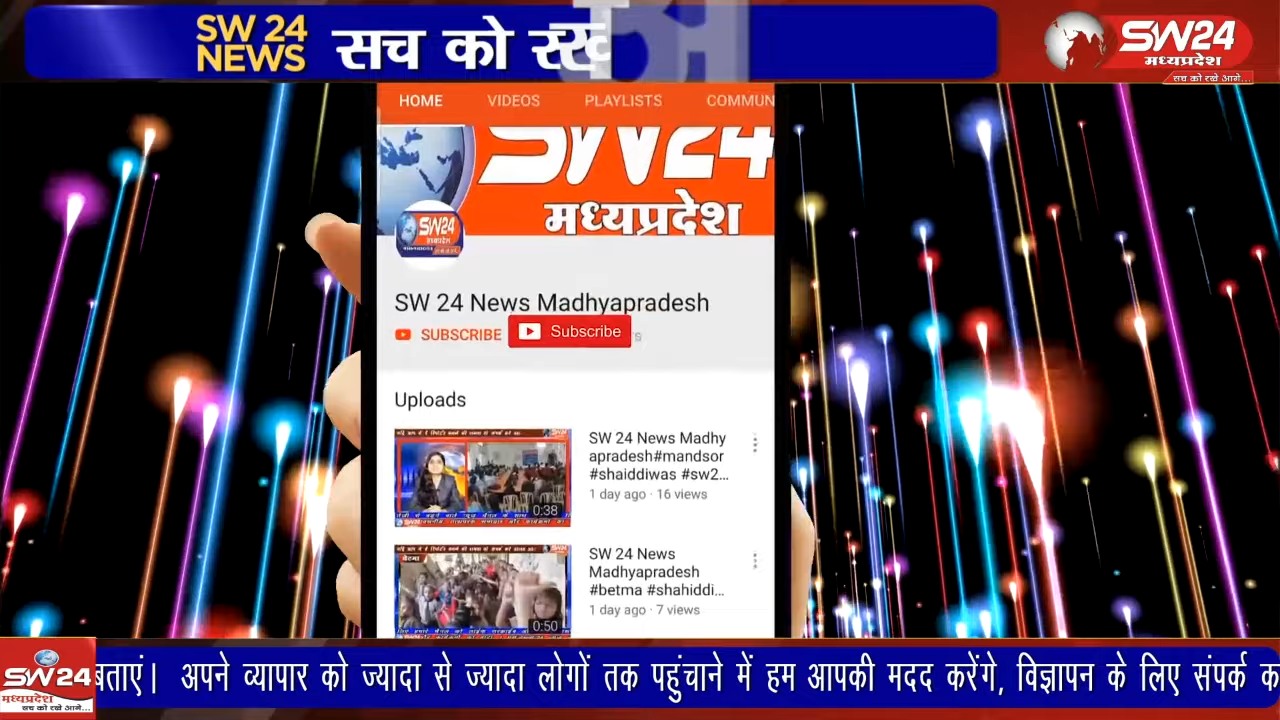 SW 24
NEWS
सच को रख
SW24
मध्यप्रदेश
सच को रखे आगे...
HOME VIDEOS PLAYLISTS COMMUN
SW24
मध्यप्रदेश
SW24
SW 24 News Madhyapradesh
SUBSCRIBE
Subscribe
Uploads
SW 24 News Madhy
apradesh#mandsor
#shaiddiwas #sw2...
1 day ago · 16 views
0:38
SW 24 News
Madhyapradesh
#betma #shahiddi...
1 day ago · 7 views
बेटमा
0:50
SW24
मध्यप्रदेश
सच को रखे आगे...
बताएं। अपने व्यापार को ज्यादा से ज्यादा लोगों तक पहुंचाने में हम आपकी मदद करेंगे, विज्ञापन के लिए संपर्क क